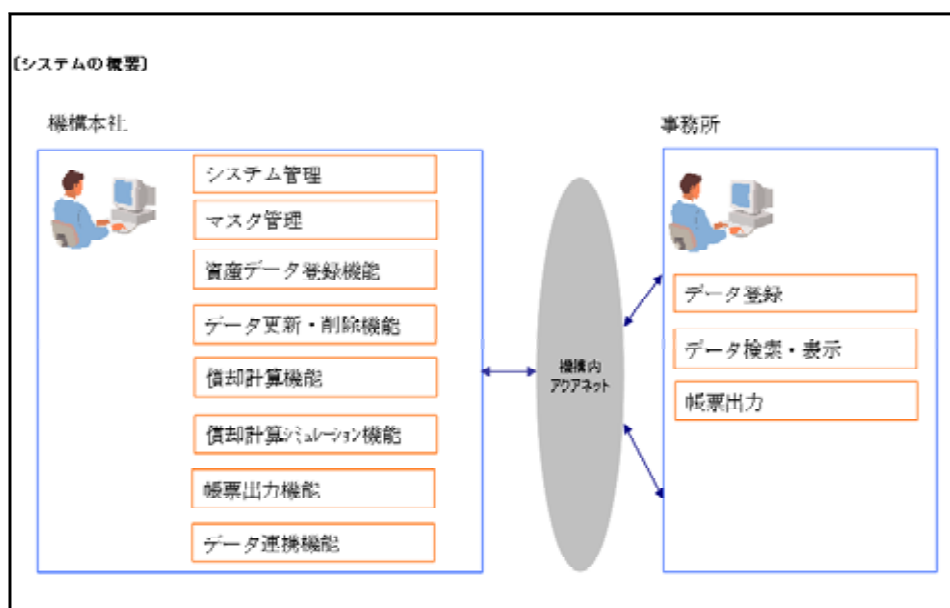 〔システムの概要〕
機構本社
システム管理
マスタ管理
資産データ登録機能
データ更新・削除機能
償却計算機能
償却計算ｼﾐｭﾚｰｼｮﾝ機能
帳票出力機能
データ連携機能
機構内
アクアネット
事務所
データ登録
データ検索・表示
帳票出力